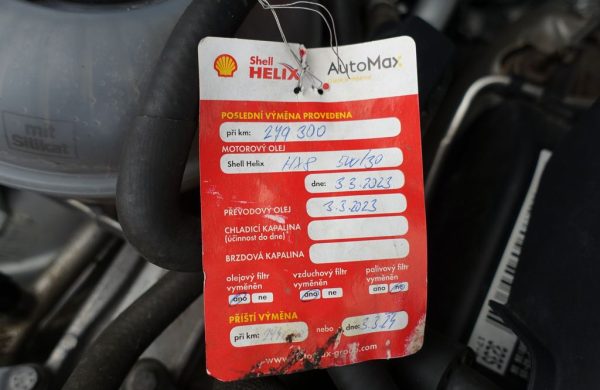 Shell
HELIX
AutoMax
POSLEDNÍ VÝMĚNA PROVEDENA
při km: 249 300
MOTOROVÝ OLEJ
Shell Helix HX8 5W/30
dne: 3.3.2023
PŘEVODOVÝ OLEJ 3.3.2023
CHLADICÍ KAPALINA
(účinnost do dne)
BRZDOVÁ KAPALINA
olejový filtr vzduchový filtr palivový filtr
vyměněn vyměněn vyměněn
ano ne ano ne ano ne
PŘÍŠTÍ VÝMĚNA
při km: nebo dne: 3.3.24
mit
Silikat